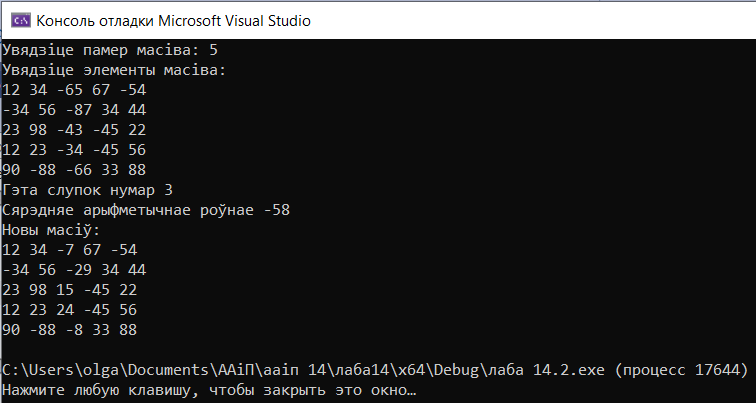 Консоль отладки Microsoft Visual Studio
Увядзіце памер масіва: 5
Увядзіце элементы масіва:
12 34 -65 67 -54
-34 56 -87 34 44
23 98 -43 -45 22
12 23 -34 -45 56
90 -88 -66 33 88
Гэта слупок нумар 3
Сярэдняе арыфметычнае роўнае -58
Новы масіў:
12 34 -7 67 -54
-34 56 -29 34 44
23 98 15 -45 22
12 23 24 -45 56
90 -88 -8 33 88
C:\Users\olga\Documents\ААіП\ааіп 14\лаба14\x64\Debug\лаба 14.2.exe (процесс 17644)
Нажмите любую клавишу, чтобы закрыть это окно…